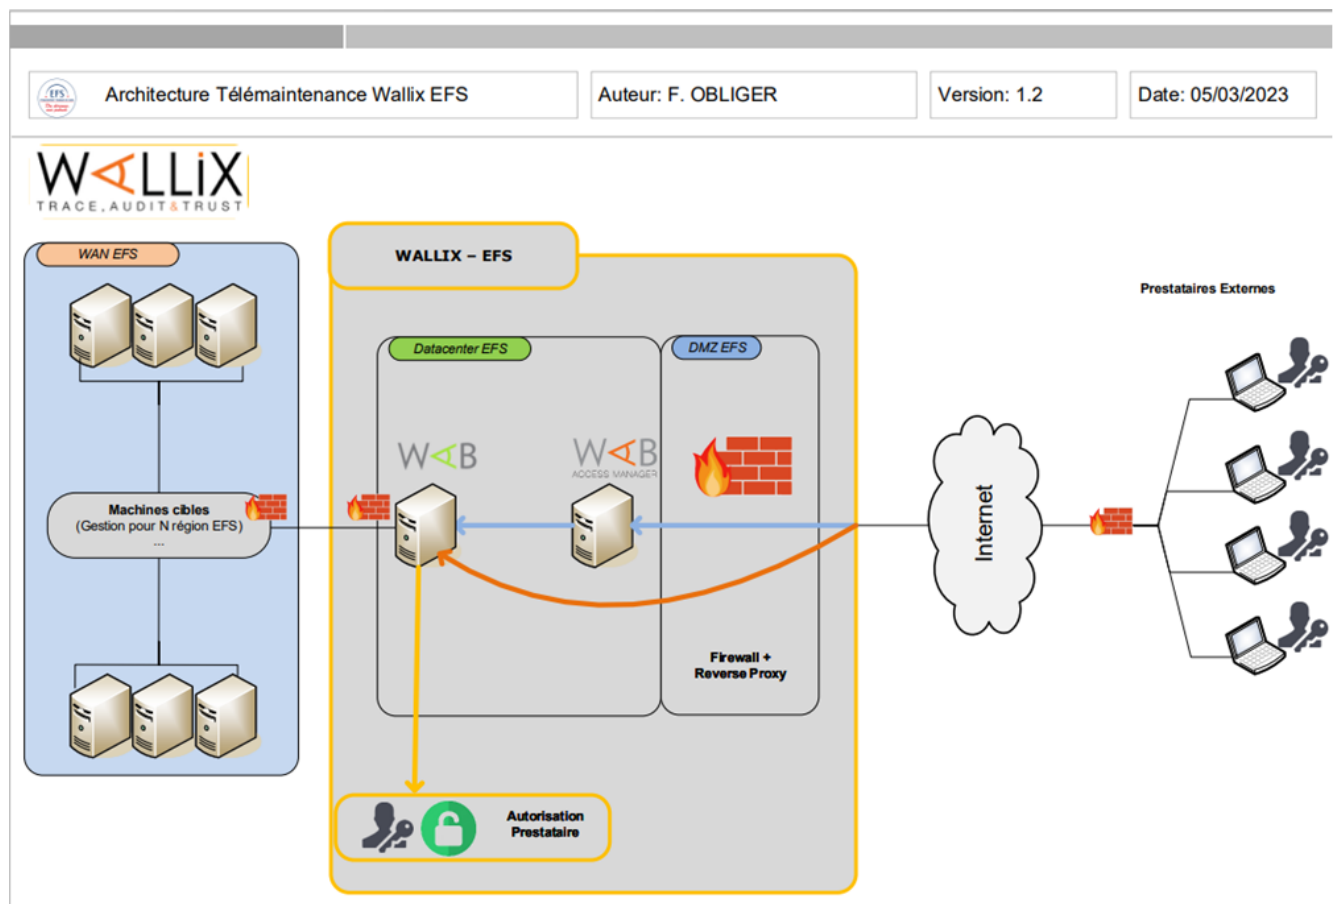 EFS
Architecture Télémaintenance Wallix EFS
Auteur: F. OBLIGER
Version: 1.2
Date: 05/03/2023
WALLiX
TRACE, AUDIT & TRUST
WAN EFS
WALLIX – EFS
Prestataires Externes
Datacenter EFS
DMZ EFS
WAB
WAB
ACCESS MANAGER
Machines cibles
(Gestion pour N région EFS)
...
Internet
Firewall +
Reverse Proxy
Autorisation
Prestataire